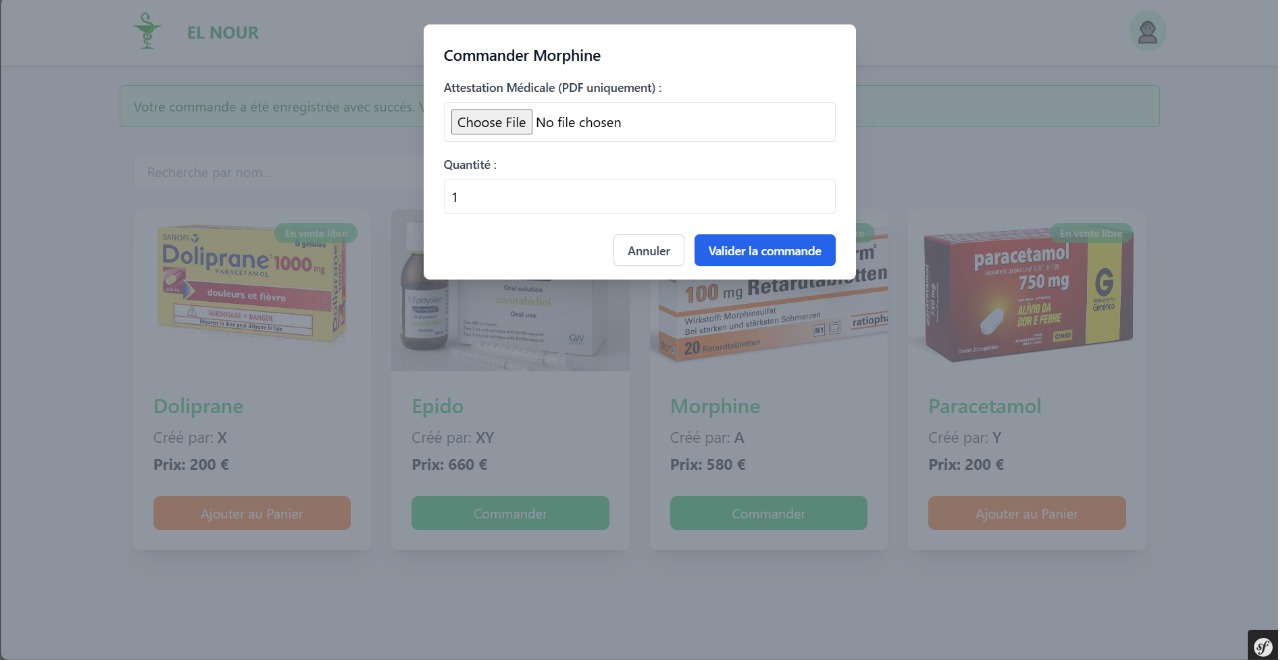 EL NOUR
Commander Morphine
Attestation Médicale (PDF uniquement) :
Choose File No file chosen
Quantité :
1
Annuler
Valider la commande
Votre commande a été enregistrée avec succés.
Recherche par nom...
En vente libre
SANOFI
8 gélules
Doliprane 1000 mg
PARACÉTAMOL
douleurs et fièvre
SURDOSAGE = DANGER
Epidyolex
Oral solution
cannabidiol
Oral use
GW
100 mg Retardtabletten
Wirkstoff: Morphinsulfat
Bei starken und stärksten Schmerzen
N1
20 Retardtabletten
ratioph
En vente libre
paracetamol
750 mg
ALÍVIO DA
DOR E FEBRE
G
Genérico
Doliprane
Créé par: X
Prix: 200 €
Ajouter au Panier
Epido
Créé par: XY
Prix: 660 €
Commander
Morphine
Créé par: A
Prix: 580 €
Commander
Paracetamol
Créé par: Y
Prix: 200 €
Ajouter au Panier
sf